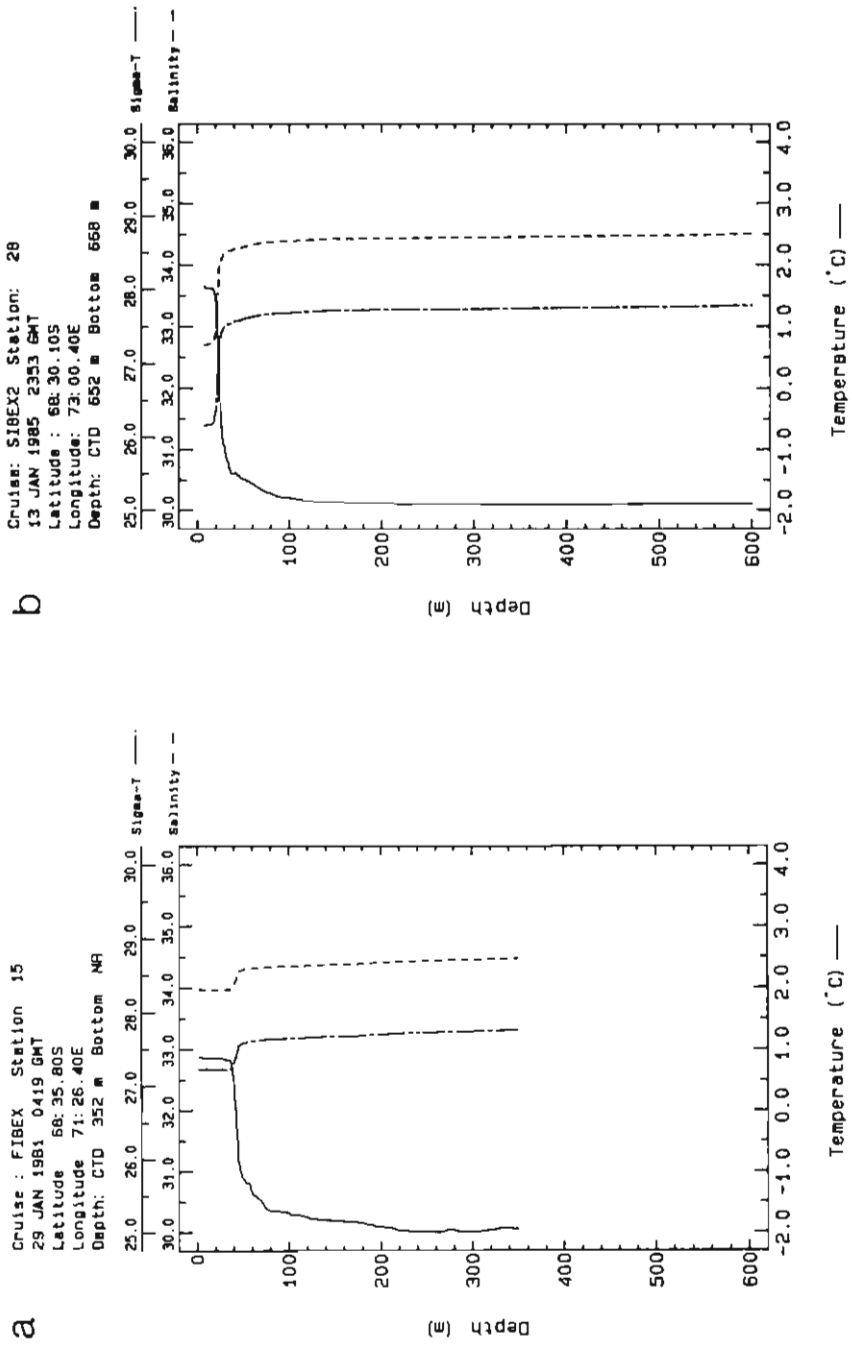 a
Cruise : FIBEX Station 15
29 JAN 1981 0419 GMT
Latitude 68:35.80S
Longitude 71:26.40E
Depth: CTD 352 m Bottom NA
25.0 26.0 27.0 28.0 29.0 30.0 Sigma-T
30.0 31.0 32.0 33.0 34.0 35.0 36.0 Salinity
0
100
200
300
400
500
600
Depth (m)
-2.0 -1.0 0.0 1.0 2.0 3.0 4.0
Temperature (°C)
b
Cruise: SIBEX2 Station: 28
13 JAN 1985 2353 GMT
Latitude : 68:30.10S
Longitude: 73:00.40E
Depth: CTD 652 m Bottom 668 m
25.0 26.0 27.0 28.0 29.0 30.0 Sigma-T
30.0 31.0 32.0 33.0 34.0 35.0 36.0 Salinity
0
100
200
300
400
500
600
Depth (m)
-2.0 -1.0 0.0 1.0 2.0 3.0 4.0
Temperature (°C)